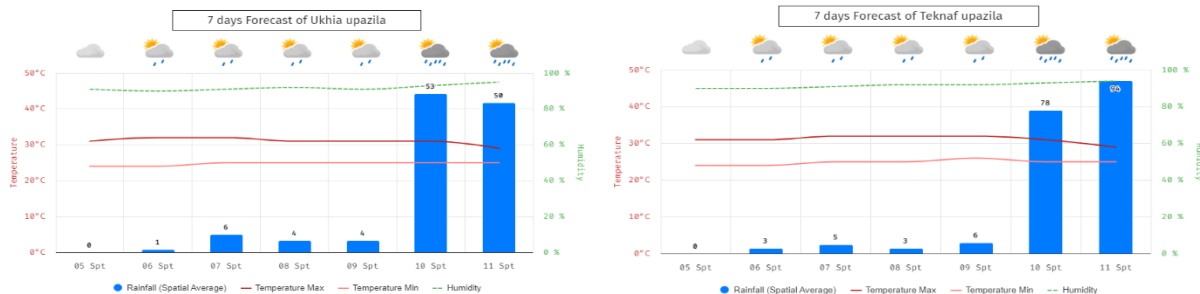 7 days Forecast of Ukhia upazila
50°C
40°C
30°C
20°C
10°C
0°C
Temperature
100 %
80 %
60 %
40 %
20 %
0 %
Humidity
0
1
6
4
4
53
50
05 Spt
06 Spt
07 Spt
08 Spt
09 Spt
10 Spt
11 Spt
Rainfall (Spatial Average)
Temperature Max
Temperature Min
Humidity
7 days Forecast of Teknaf upazila
50°C
40°C
30°C
20°C
10°C
0°C
Temperature
100 %
80 %
60 %
40 %
20 %
0 %
Humidity
0
3
5
3
6
78
94
05 Spt
06 Spt
07 Spt
08 Spt
09 Spt
10 Spt
11 Spt
Rainfall (Spatial Average)
Temperature Max
Temperature Min
Humidity